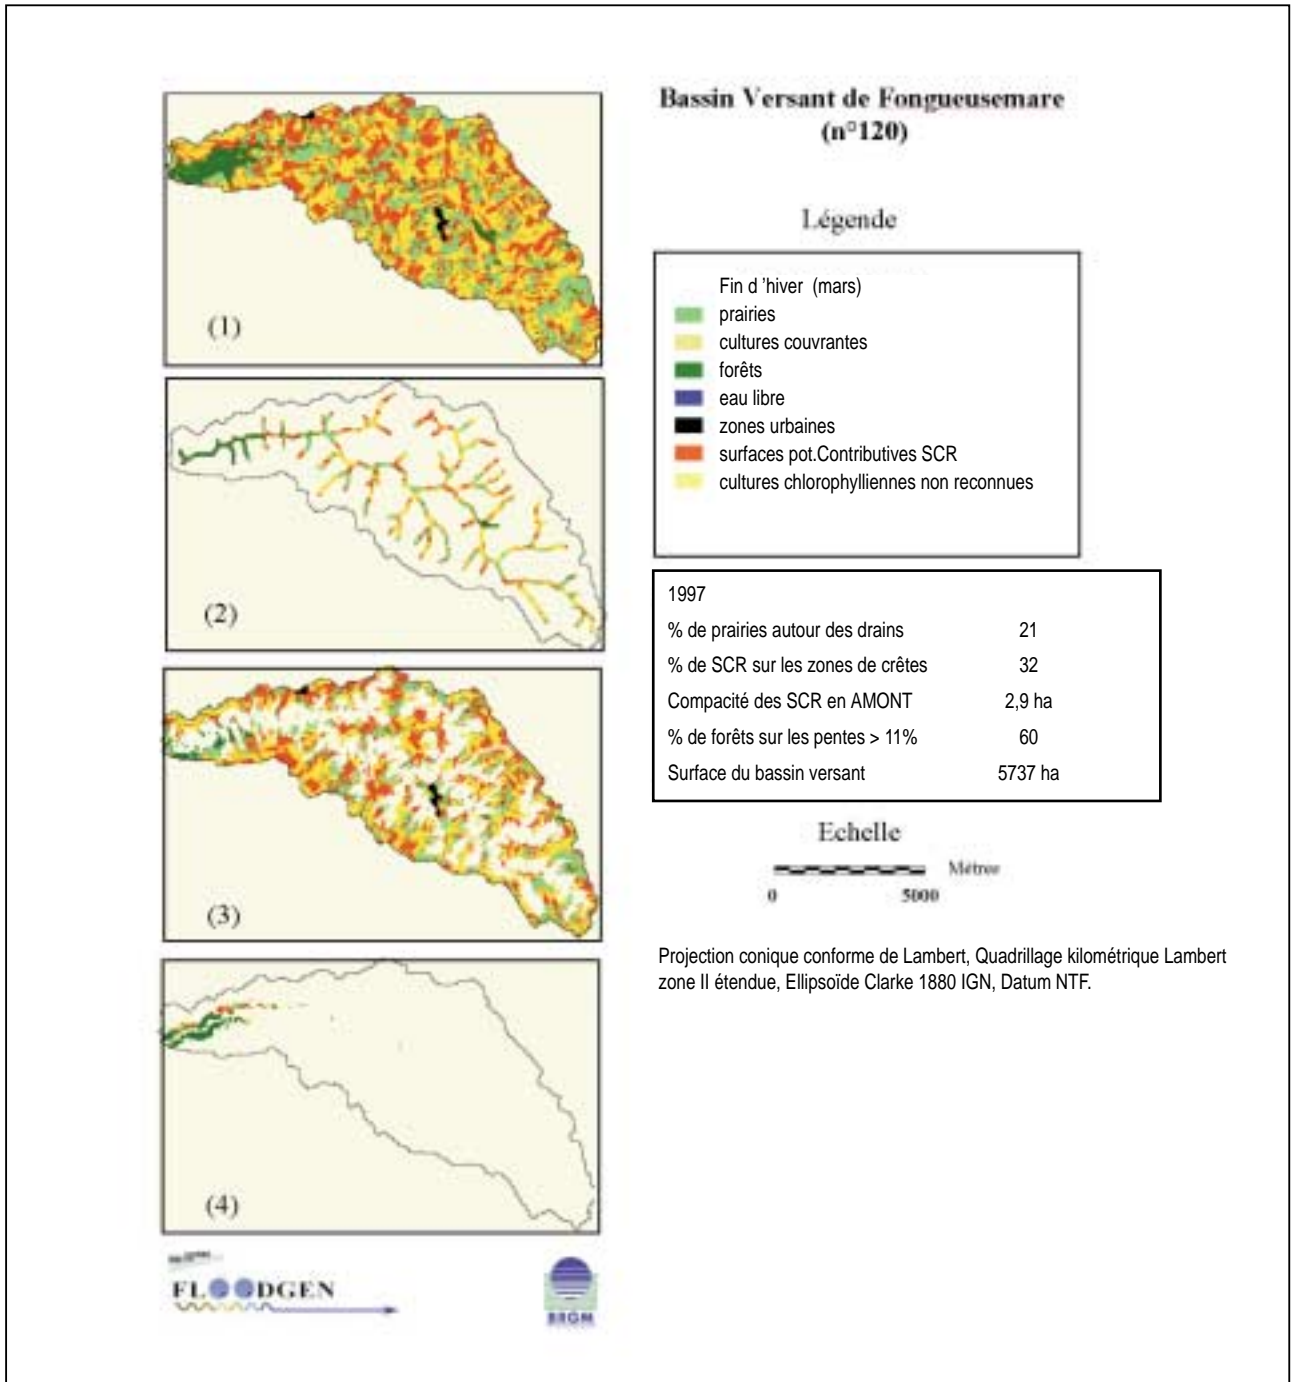 Bassin Versant de Fongueusemare
(n°120)
Légende
Fin d 'hiver (mars)
prairies
cultures couvrantes
forêts
eau libre
zones urbaines
surfaces pot.Contributives SCR
cultures chlorophylliennes non reconnues
(1)
(2)
(3)
(4)
1997
% de prairies autour des drains 21
% de SCR sur les zones de crêtes 32
Compacité des SCR en AMONT 2,9 ha
% de forêts sur les pentes > 11% 60
Surface du bassin versant 5737 ha
Echelle
Mètres
0 5000
Projection conique conforme de Lambert, Quadrillage kilométrique Lambert
zone II étendue, Ellipsoïde Clarke 1880 IGN, Datum NTF.
FLOODGEN
BRGM